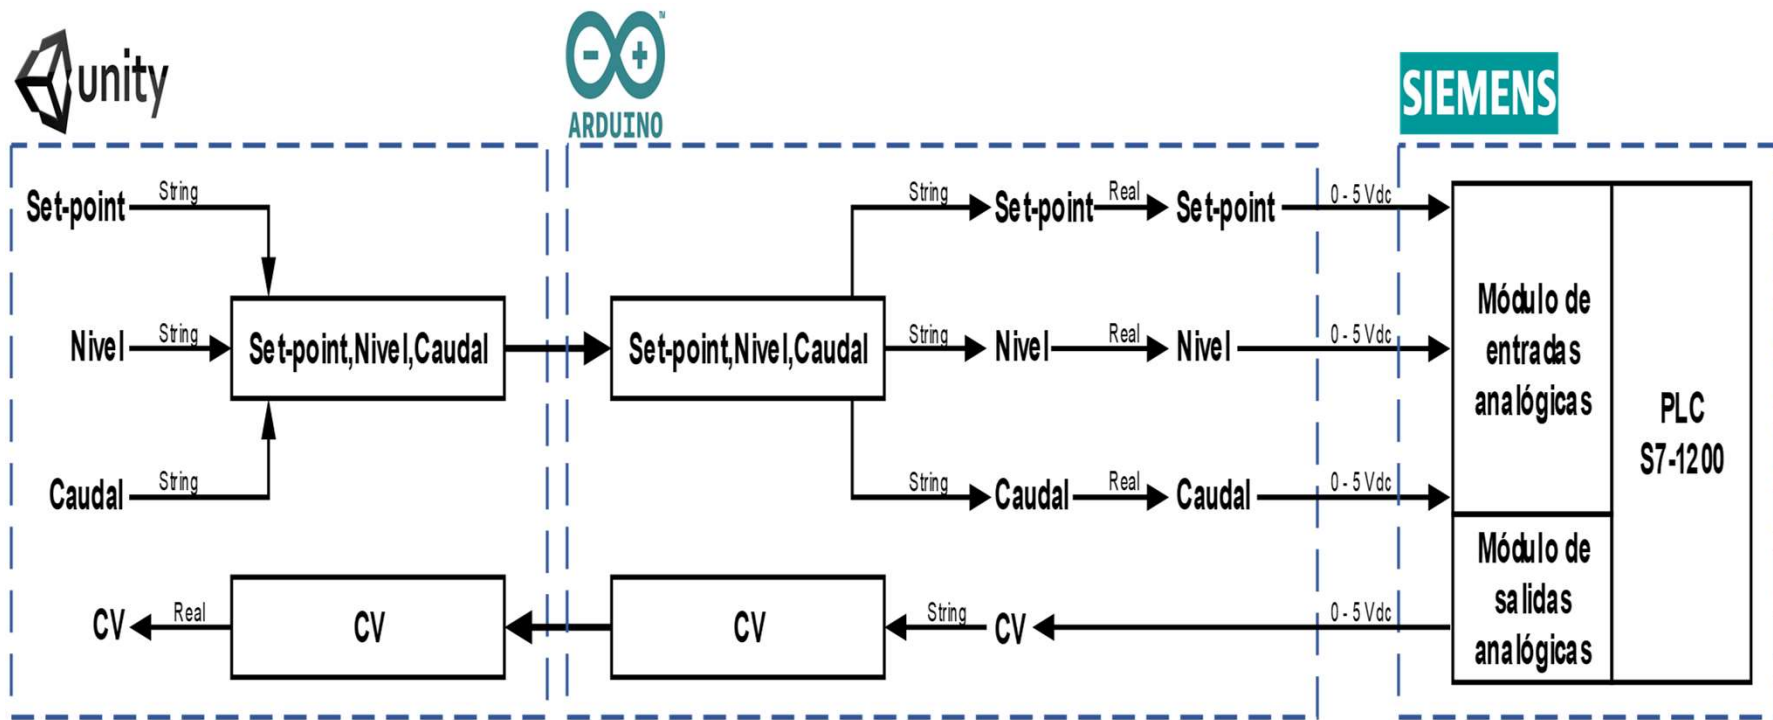 unity
ARDUINO
TM
SIEMENS
Set-point
String
String
Set-point
Real
Set-point
0 - 5 Vdc
Nivel
String
Set-point,Nivel,Caudal
Set-point,Nivel,Caudal
String
Nivel
Real
Nivel
0 - 5 Vdc
Módulo de
entradas
analógicas
PLC
S7-1200
Caudal
String
String
Caudal
Real
Caudal
0 - 5 Vdc
CV
Real
CV
CV
String
CV
0 - 5 Vdc
Módulo de
salidas
analógicas